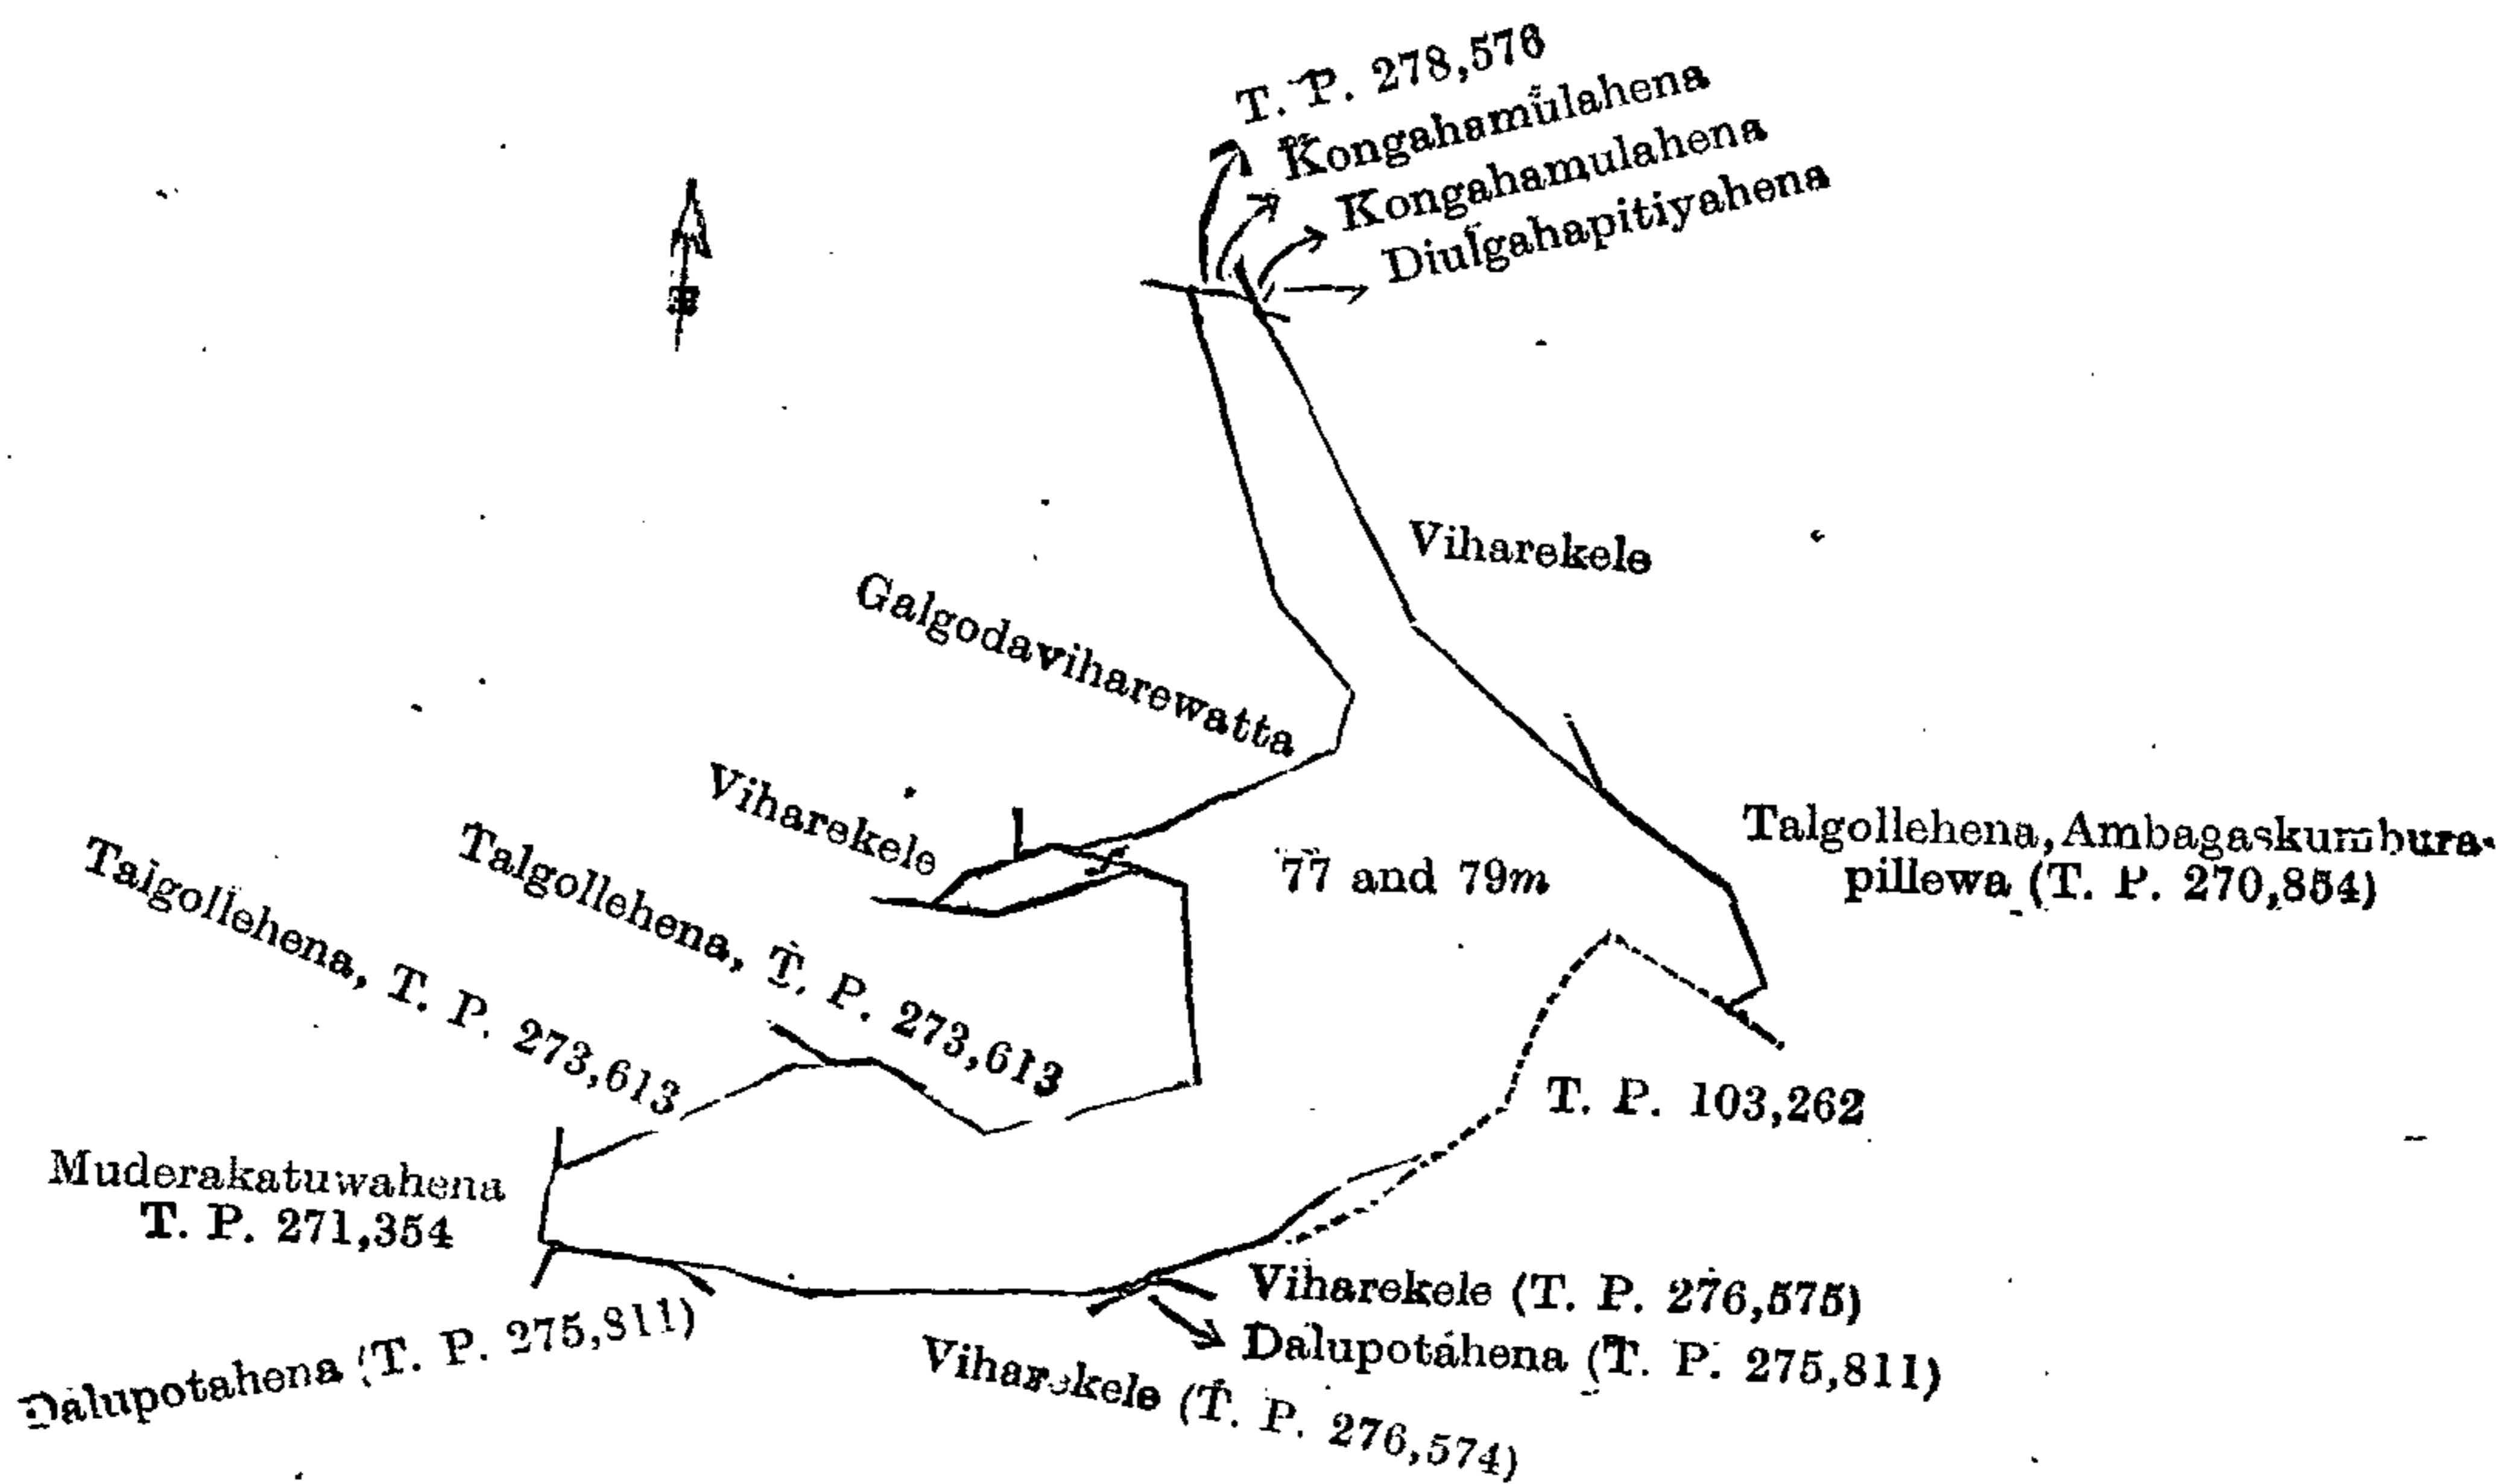 T. P. 278,576
Kongahamulahena
Kongahamulahena
Diulgahapitiyahena
Viharekele
Galgodaviharewatta
Viharekele
Talgollehena, Ambagaskumbura-
pillewa (T. P. 270,854)
77 and 79m
Talgollehena, T. P. 273,613
Talgollehena, T. P. 273,613
T. P. 103,262
Muderakatuwahena
T. P. 271,354
Viharekele (T. P. 276,575)
Dalupotahena (T. P. 275,811)
Dalupotahena (T. P. 275,811)
Viharekele (T. P. 276,574)